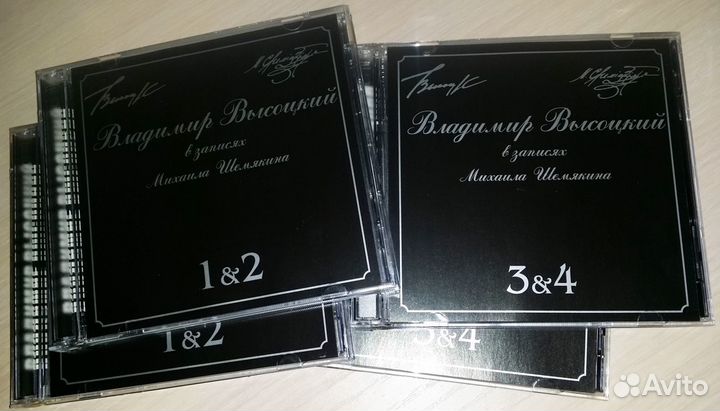 Владимир Высоцкий
в записях
Михаила Шемякина
1&2
Владимир Высоцкий
в записях
Михаила Шемякина
3&4
1&2
3&4
Avito